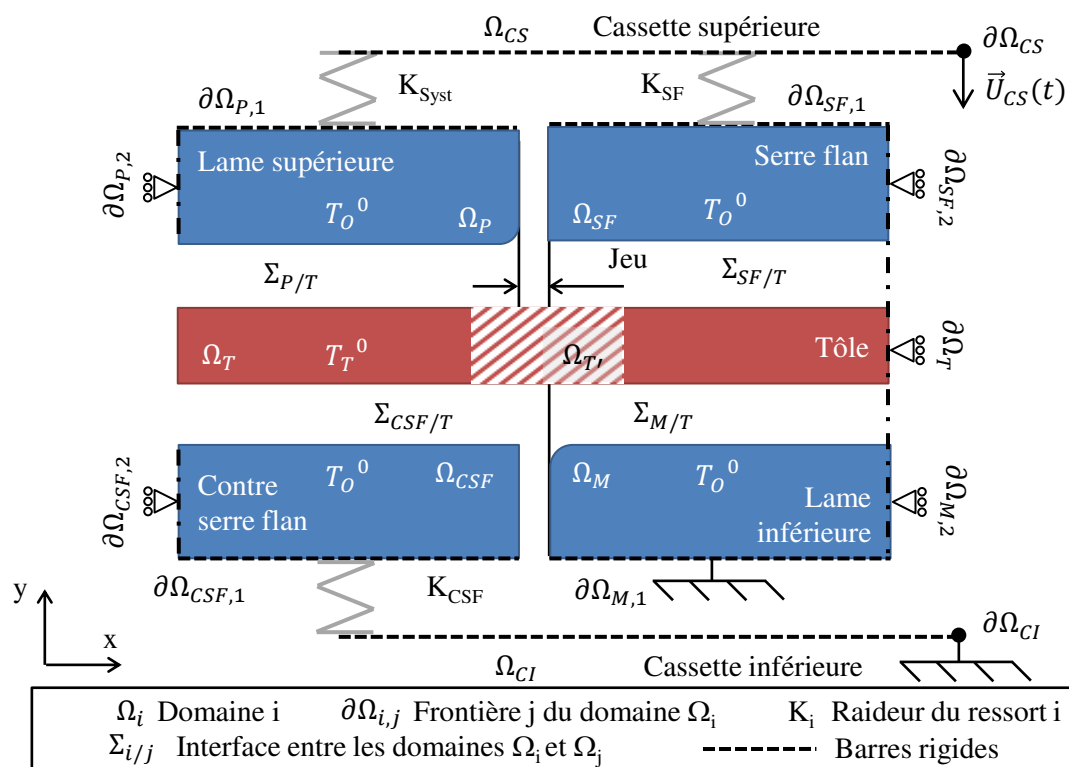 Ω_CS Cassette supérieure ∂Ω_CS
K_Syst K_SF U⃗_CS(t)
∂Ω_P,1 ∂Ω_SF,1
∂Ω_P,2 Lame supérieure Serre flan ∂Ω_SF,2
T_O^0 Ω_P Ω_SF T_O^0
Σ_P/T Jeu Σ_SF/T
Ω_T T_T^0 Ω_T′ Tôle ∂Ω_T
Σ_CSF/T Σ_M/T
∂Ω_CSF,2 T_O^0 Ω_CSF Ω_M T_O^0 ∂Ω_M,2
Contre
serre flan
Lame
inférieure
∂Ω_CSF,1 K_CSF ∂Ω_M,1
y
x
∂Ω_CI
Ω_CI Cassette inférieure
Ω_i Domaine i ∂Ω_i,j Frontière j du domaine Ω_i K_i Raideur du ressort i
Σ_i/j Interface entre les domaines Ω_i et Ω_j Barres rigides